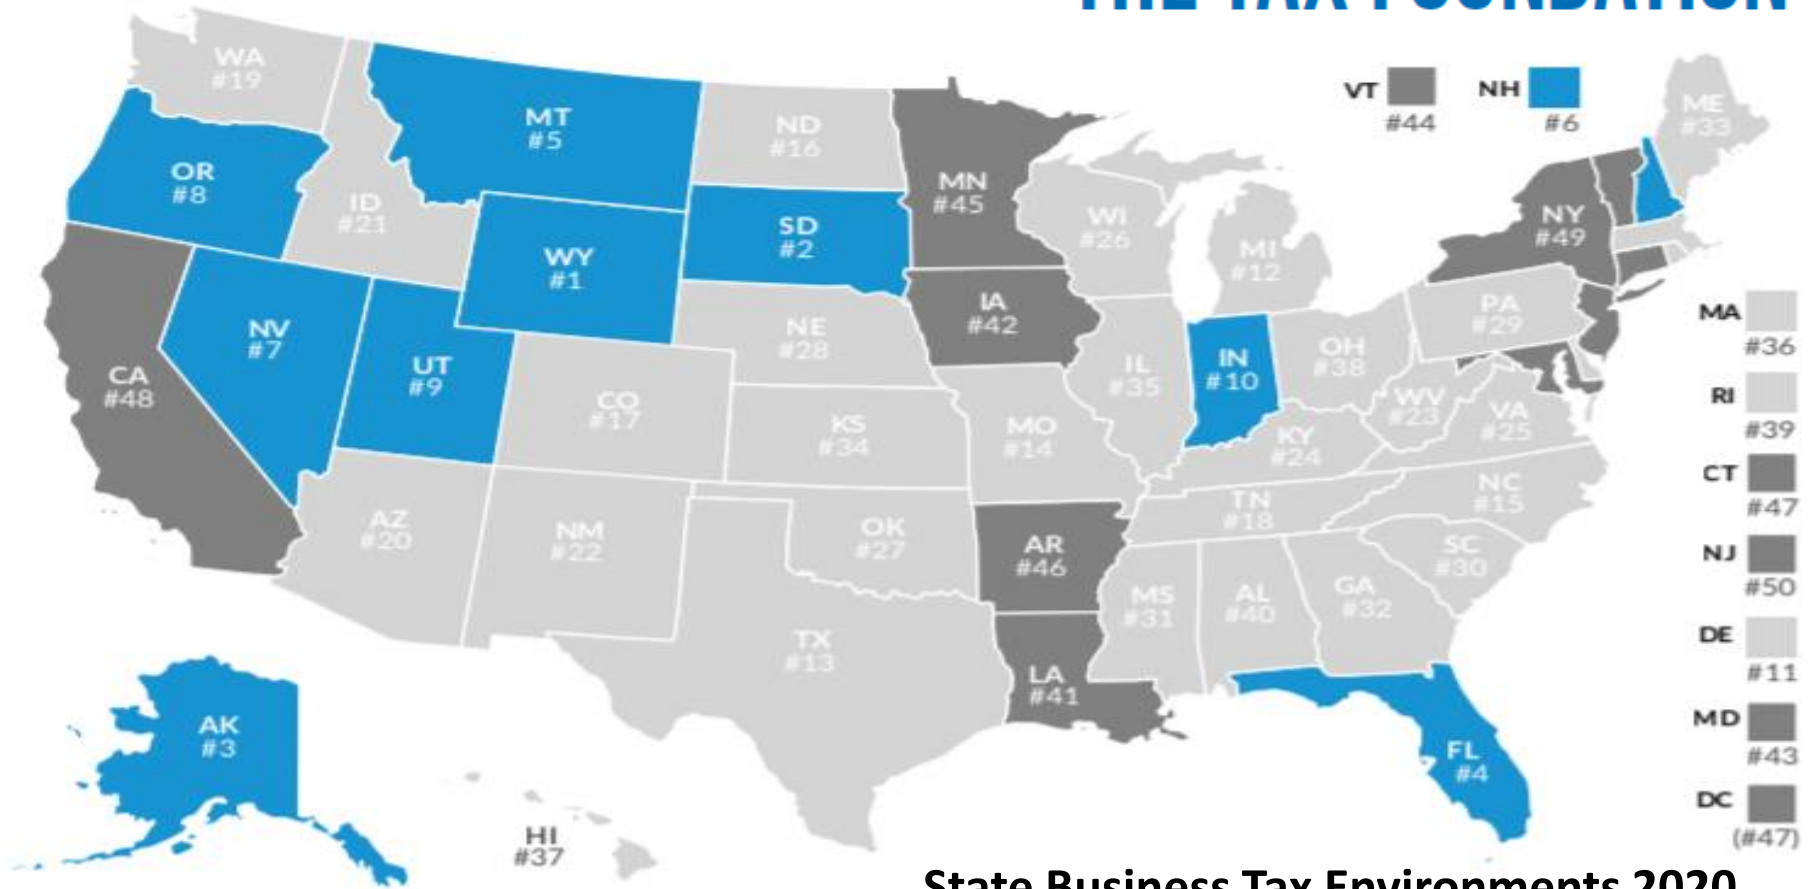 THE TAX FOUNDATION
WA
#19
MT
#5
ND
#16
MN
#45
VT
#44
NH
#6
ME
#33
OR
#8
ID
#21
WY
#1
SD
#2
WI
#26
MI
#12
NY
#49
CA
#48
NV
#7
UT
#9
CO
#17
NE
#28
IA
#42
IL
#35
IN
#10
OH
#38
PA
#29
WV
#23
VA
#25
MA
#36
RI
#39
KS
#34
MO
#14
KY
#24
CT
#47
AZ
#20
NM
#22
OK
#27
AR
#46
TN
#18
NC
#15
SC
#30
NJ
#50
MS
#31
AL
#40
GA
#32
TX
#13
LA
#41
DE
#11
AK
#3
HI
#37
FL
#4
MD
#43
DC
(#47)
State Business Tax Environments 2020